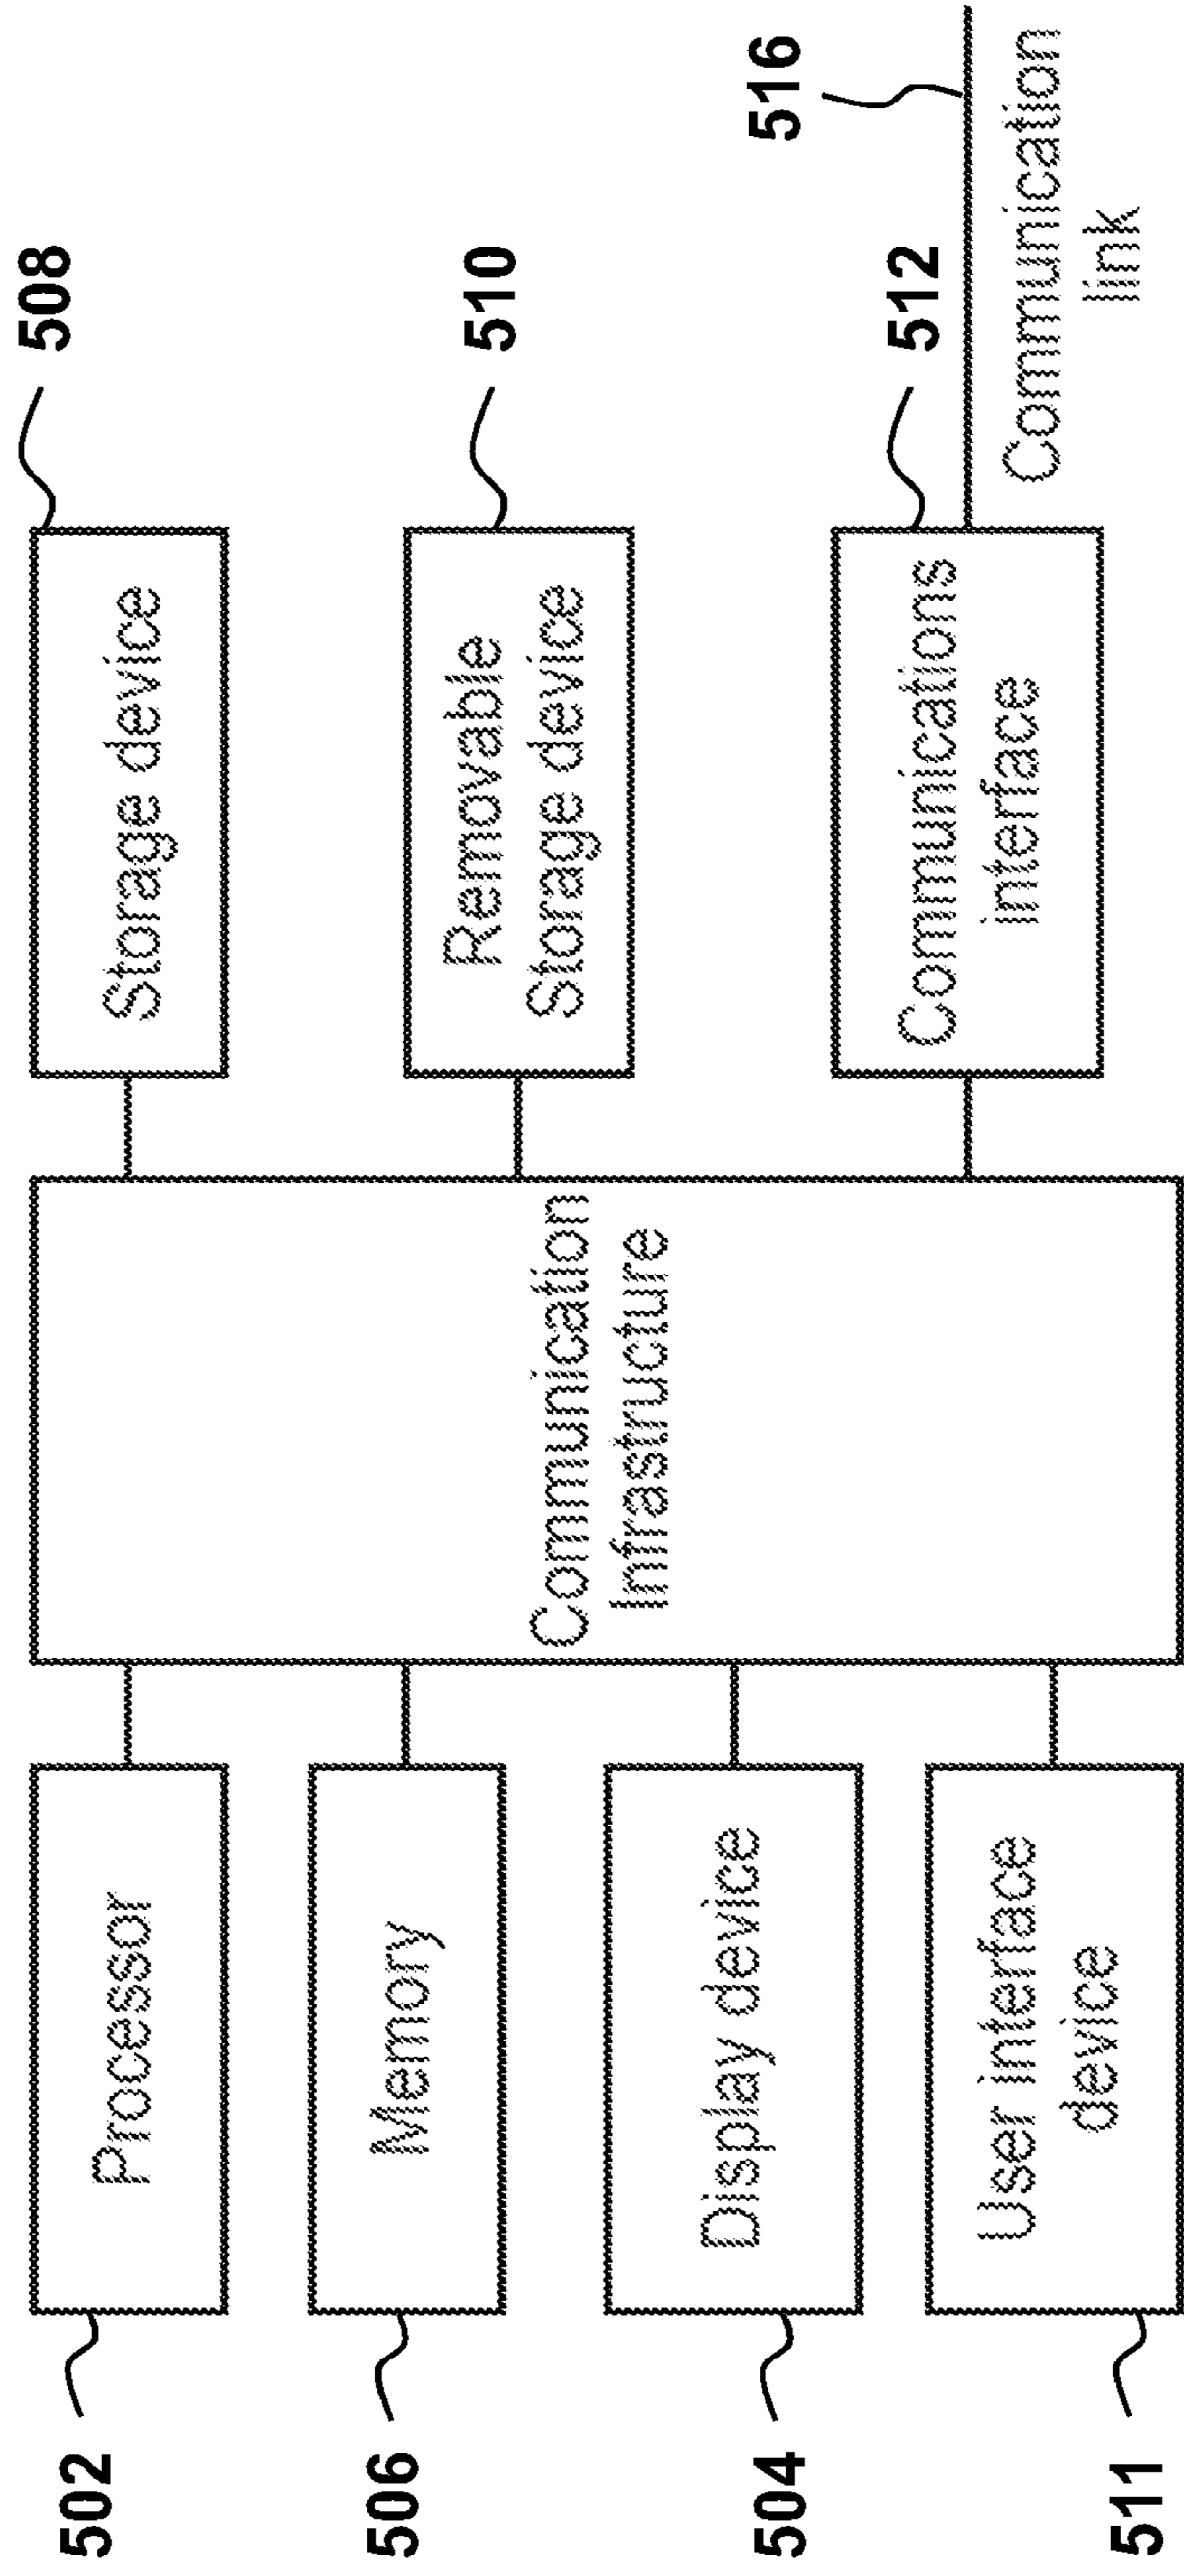 502
Processor
506
Memory
504
Display device
511
User interface
device
Communication
Infrastructure
508
Storage device
510
Removable
Storage device
512
Communications
interface
516
Communication
link